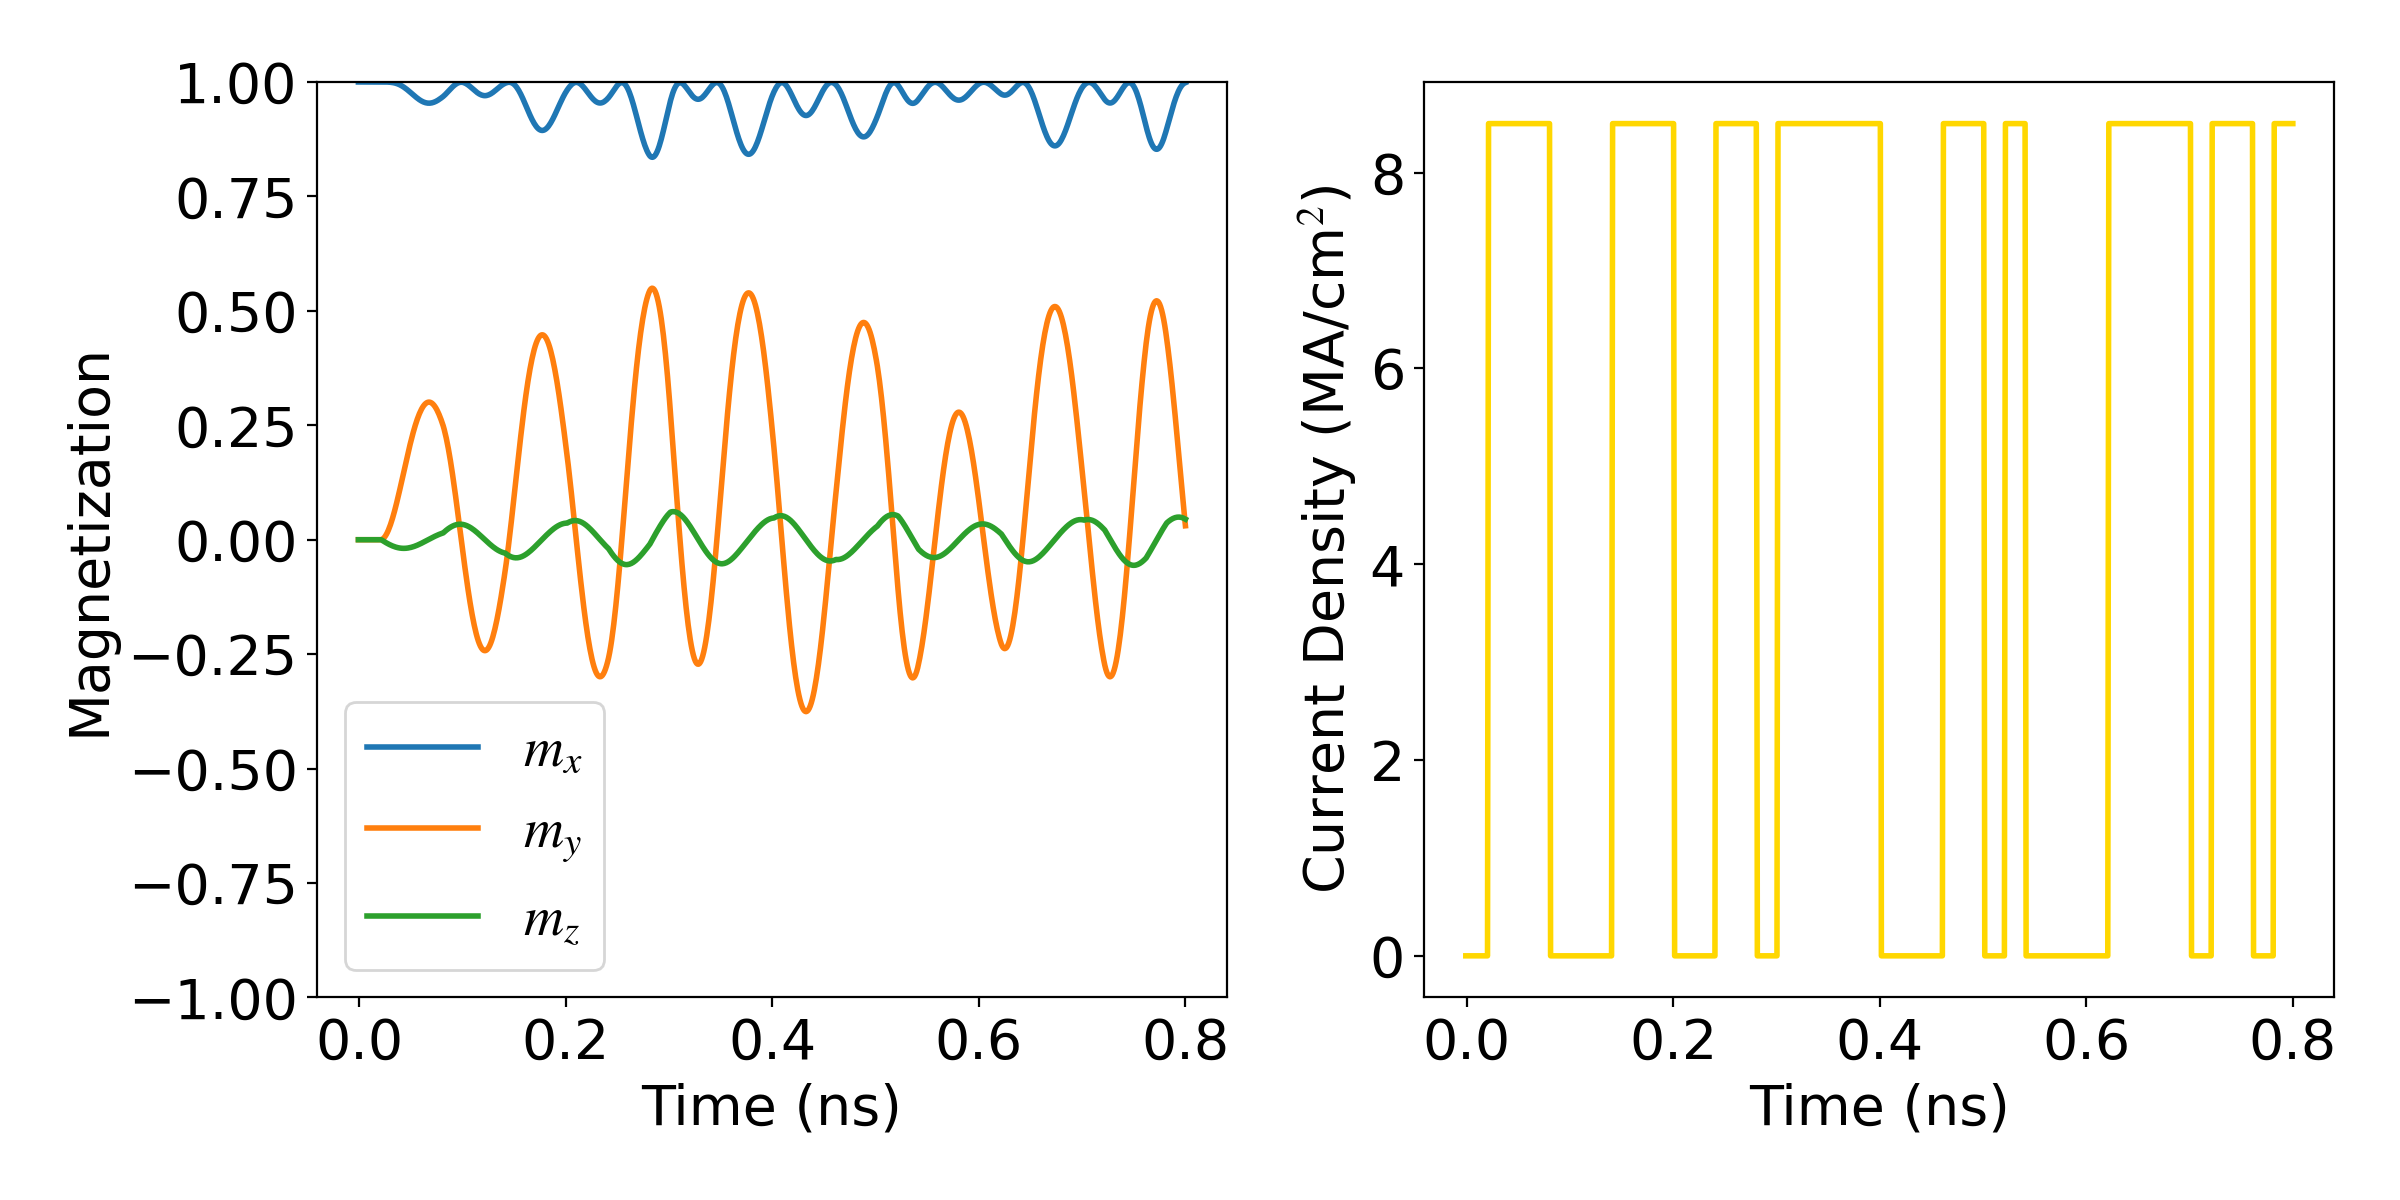 1.00
0.75
0.50
0.25
0.00
−0.25
−0.50
−0.75
−1.00
Magnetization
m_x
m_y
m_z
0.0 0.2 0.4 0.6 0.8
Time (ns)
8
6
4
2
0
Current Density (MA/cm²)
0.0 0.2 0.4 0.6 0.8
Time (ns)